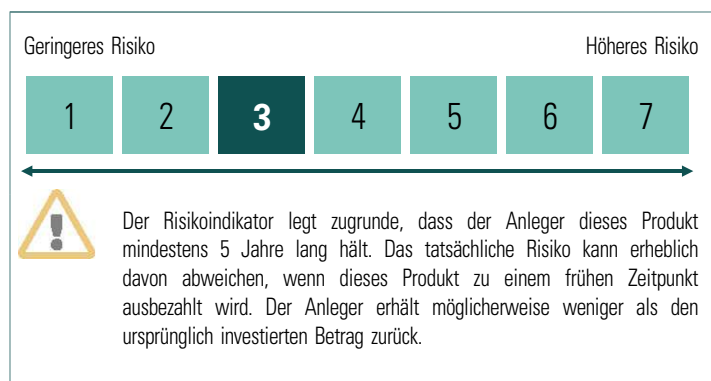 Geringeres Risiko Höheres Risiko
1 2 3 4 5 6 7
Der Risikoindikator legt zugrunde, dass der Anleger dieses Produkt
mindestens 5 Jahre lang hält. Das tatsächliche Risiko kann erheblich
davon abweichen, wenn dieses Produkt zu einem frühen Zeitpunkt
ausbezahlt wird. Der Anleger erhält möglicherweise weniger als den
ursprünglich investierten Betrag zurück.